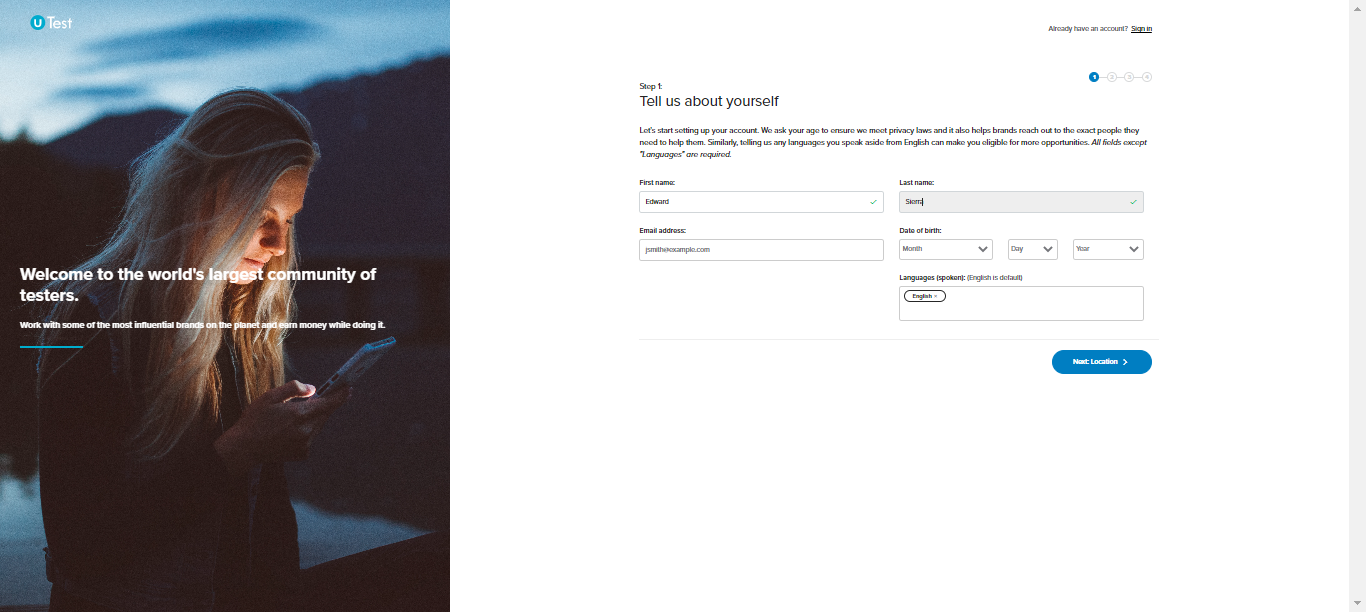 U Test
Already have an account? Sign in
1 2 3 4
Step 1:
Tell us about yourself
Let's start setting up your account. We ask your age to ensure we meet privacy laws and it also helps brands reach out to the exact people they
need to help them. Similarly, telling us any languages you speak aside from English can make you eligible for more opportunities. All fields except
"Languages" are required.
First name:
Edward
Last name:
Sierra
Email address:
jsmith@example.com
Date of birth:
Month
Day
Year
Languages (spoken): (English is default)
English ×
Next: Location
Welcome to the world's largest community of
testers.
Work with some of the most influential brands on the planet and earn money while doing it.